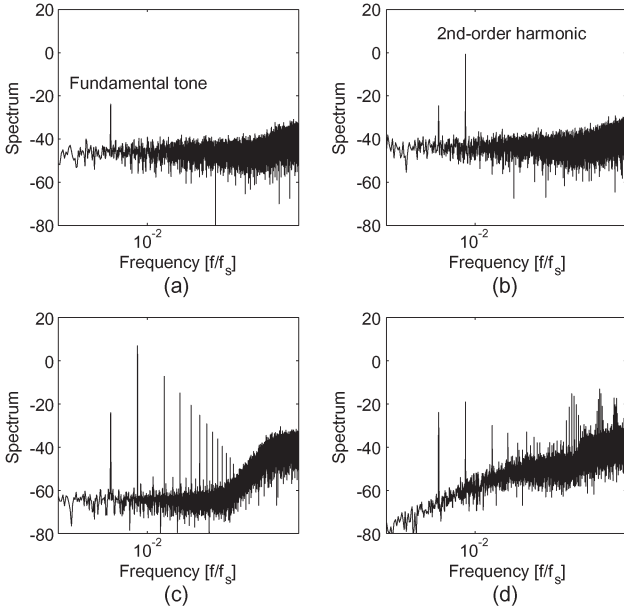 20
0
-20
-40
-60
-80
Spectrum
Fundamental tone
10^-2
Frequency [f/f_s]
(a)
20
0
-20
-40
-60
-80
Spectrum
2nd-order harmonic
10^-2
Frequency [f/f_s]
(b)
20
0
-20
-40
-60
-80
Spectrum
10^-2
Frequency [f/f_s]
(c)
20
0
-20
-40
-60
-80
Spectrum
10^-2
Frequency [f/f_s]
(d)